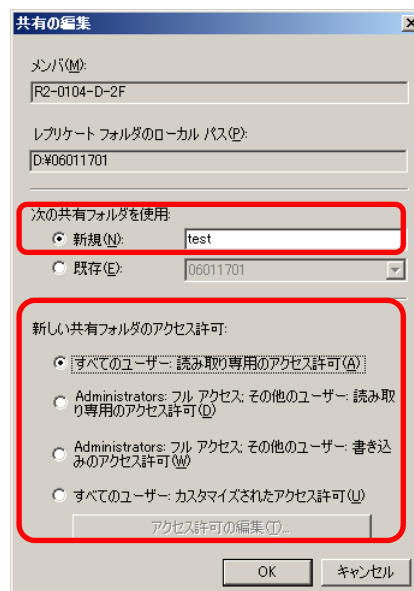 共有の編集
メンバ(M):
R2-0104-D-2F
レプリケート フォルダのローカル パス(P):
D:¥06011701
次の共有フォルダを使用:
新規(N):
test
既存(E):
06011701
新しい共有フォルダのアクセス許可:
すべてのユーザー: 読み取り専用のアクセス許可(A)
Administrators: フル アクセス; その他のユーザー: 読み取
り専用のアクセス許可(D)
Administrators: フル アクセス; その他のユーザー: 書き込
みのアクセス許可(W)
すべてのユーザー: カスタマイズされたアクセス許可(U)
アクセス許可の編集(T)...
OK
キャンセル